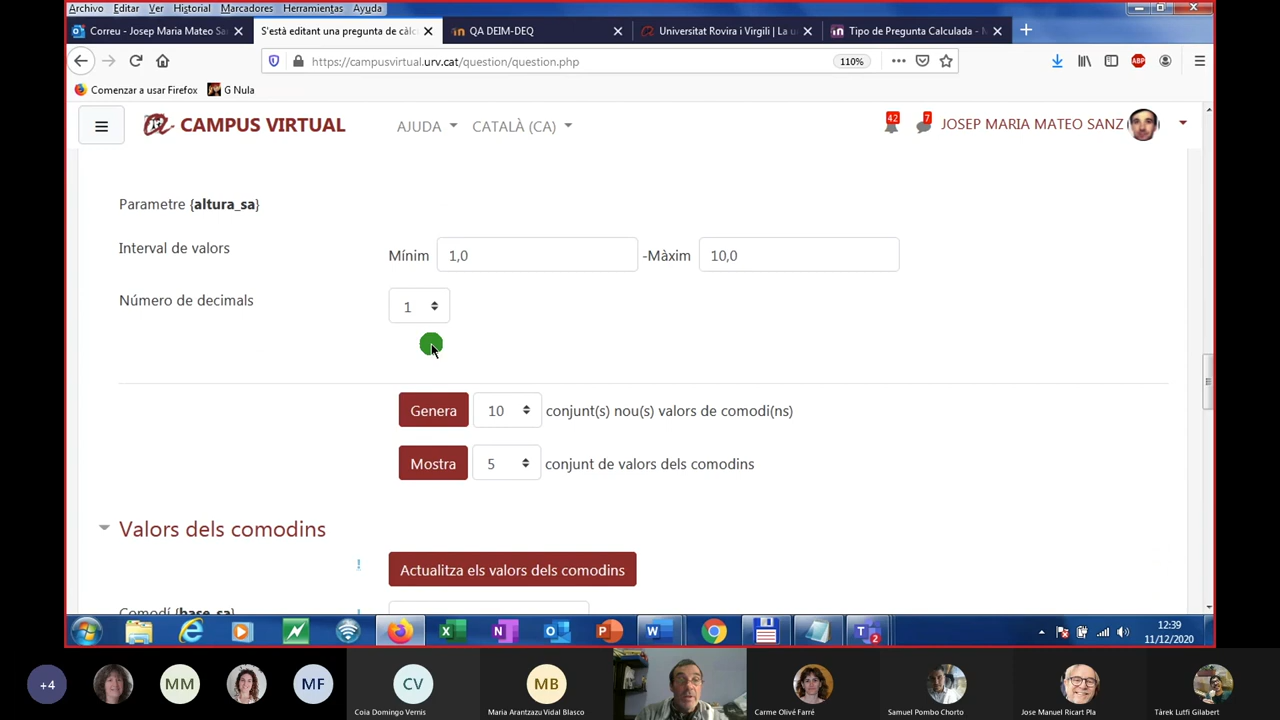 Archivo Editar Ver Historial Marcadores Herramientas Ayuda
Correu - Josep Maria Mateo San
S'està editant una pregunta de càlc
QA DEIM-DEQ
Universitat Rovira i Virgili | La u
Tipo de Pregunta Calculada - M
https://campusvirtual.urv.cat/question/question.php
110%
ABP
Comenzar a usar Firefox G Nula
CAMPUS VIRTUAL
AJUDA
CATALÀ (CA)
42
7
JOSEP MARIA MATEO SANZ
Parametre {altura_sa}
Interval de valors
Mínim 1,0 -Màxim 10,0
Número de decimals
1
Genera 10 conjunt(s) nou(s) valors de comodi(ns)
Mostra 5 conjunt de valors dels comodins
Valors dels comodins
! Actualitza els valors dels comodins
Comodí {base_sa} !
12:39
11/12/2020
+4
MM
MF
CV
MB
Coia Domingo Vernis
Maria Arantzazu Vidal Blasco
Carme Olivé Farré
Samuel Pombo Chorto
Jose Manuel Ricart Pla
Tàrek Lutfi Gilabert